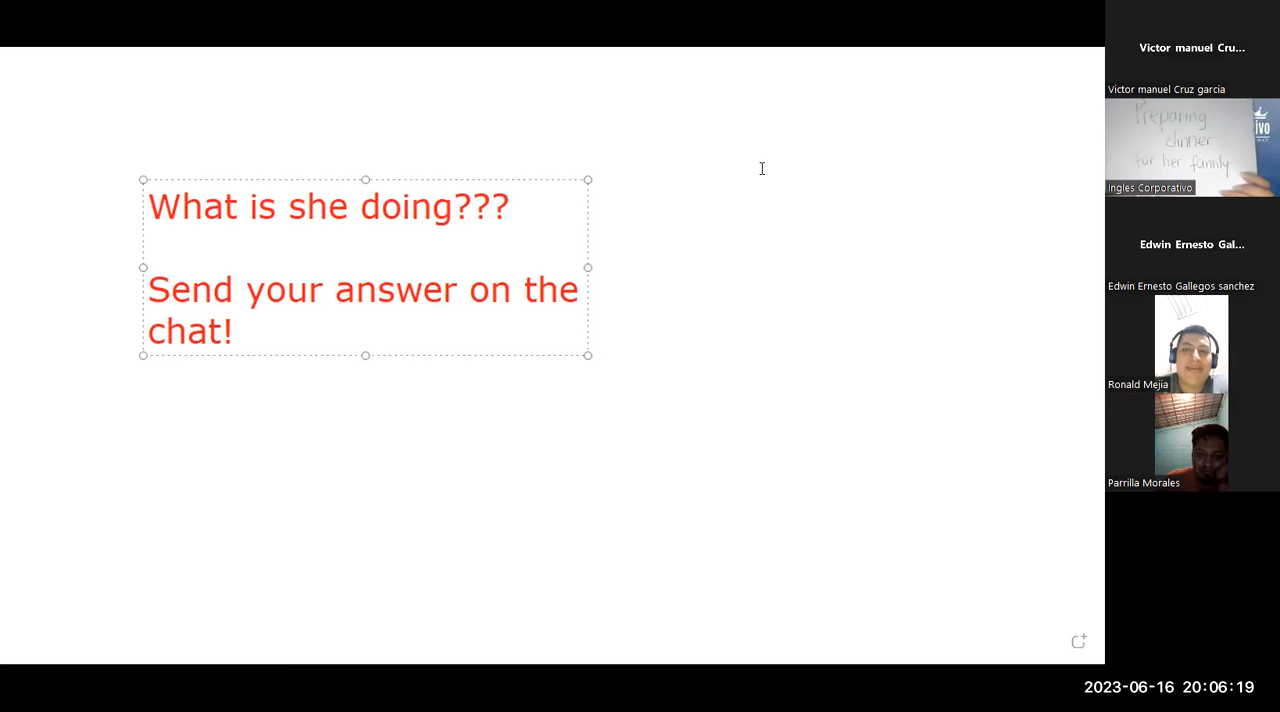 What is she doing???
Send your answer on the
chat!
Victor manuel Cru...
Victor manuel Cruz garcia
Preparing
dinner
for her family
IVO
Ingles Corporativo
Edwin Ernesto Gal...
Edwin Ernesto Gallegos sanchez
Ronald Mejia
Parrilla Morales
2023-06-16 20:06:19